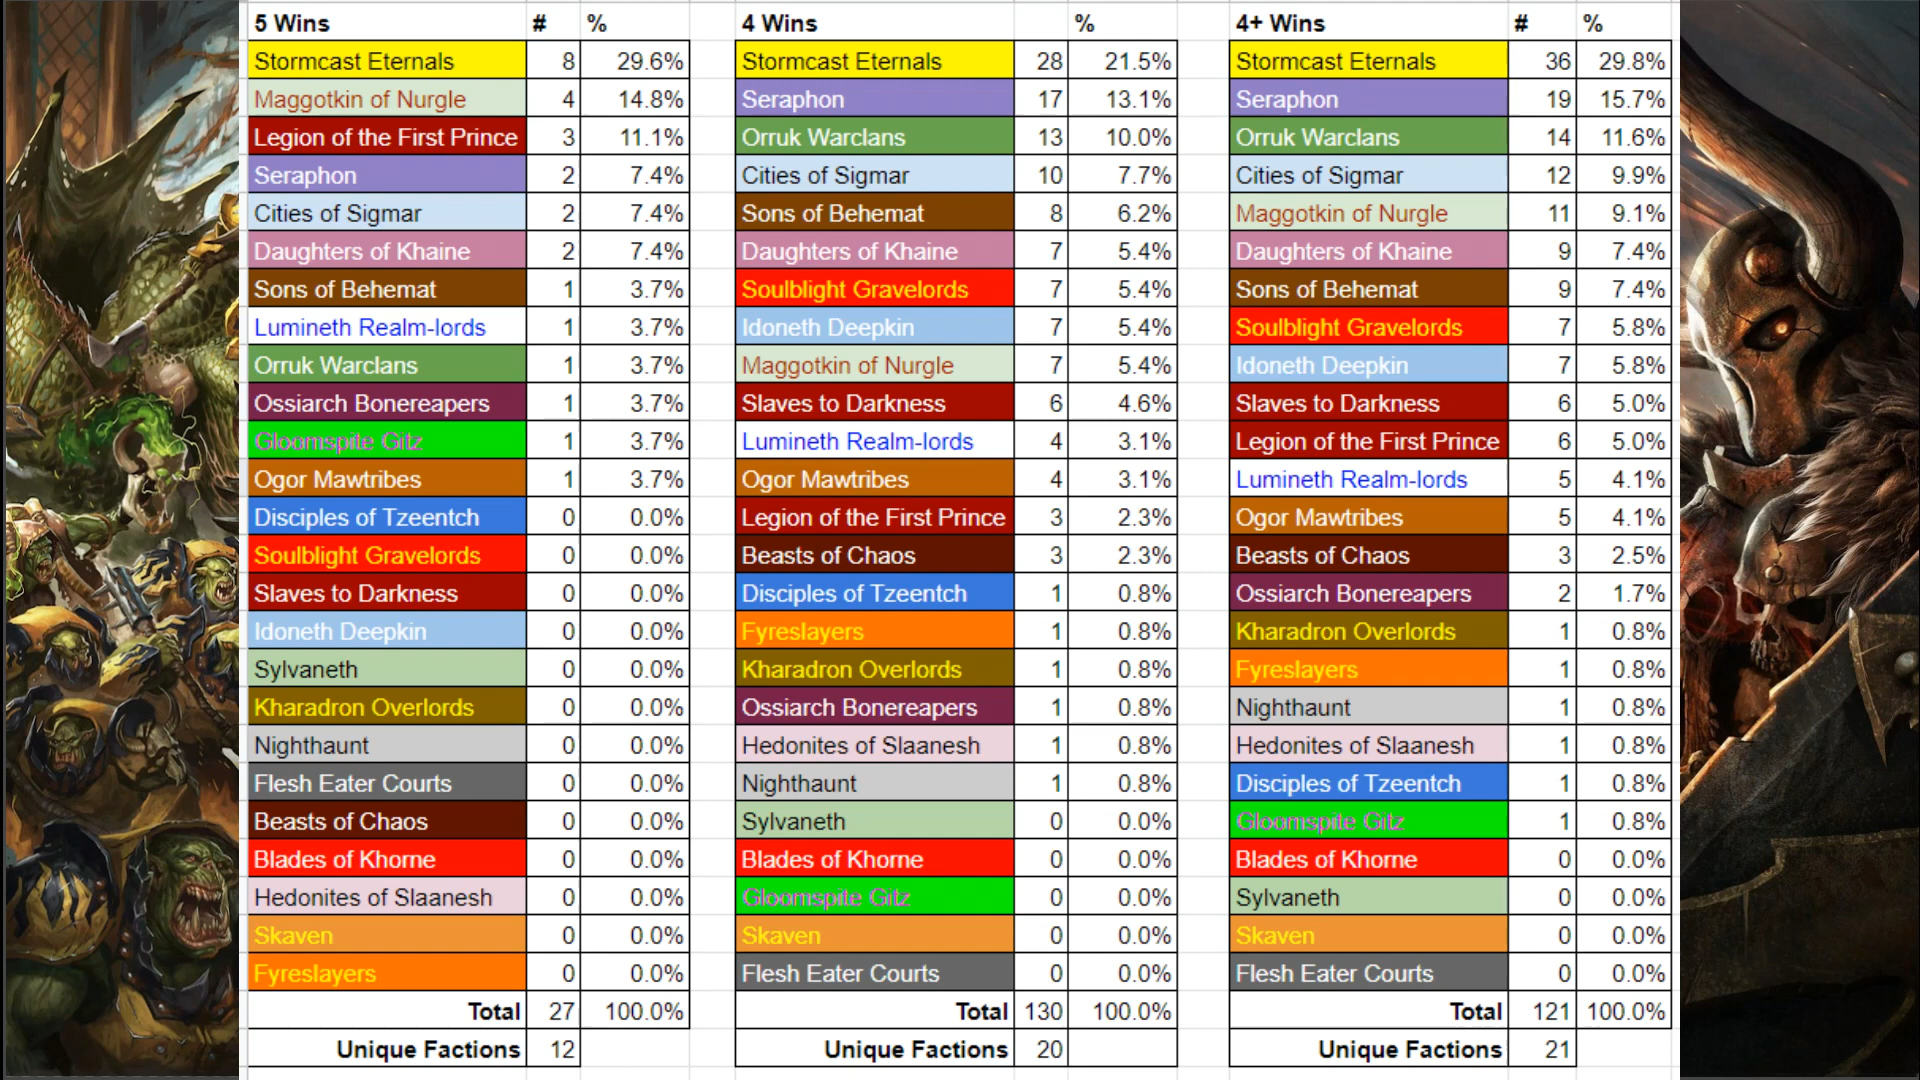 5 Wins # % 4 Wins % 4+ Wins # %
Stormcast Eternals 8 29.6% Stormcast Eternals 28 21.5% Stormcast Eternals 36 29.8%
Maggotkin of Nurgle 4 14.8% Seraphon 17 13.1% Seraphon 19 15.7%
Legion of the First Prince 3 11.1% Orruk Warclans 13 10.0% Orruk Warclans 14 11.6%
Seraphon 2 7.4% Cities of Sigmar 10 7.7% Cities of Sigmar 12 9.9%
Cities of Sigmar 2 7.4% Sons of Behemat 8 6.2% Maggotkin of Nurgle 11 9.1%
Daughters of Khaine 2 7.4% Daughters of Khaine 7 5.4% Daughters of Khaine 9 7.4%
Sons of Behemat 1 3.7% Soulblight Gravelords 7 5.4% Sons of Behemat 9 7.4%
Lumineth Realm-lords 1 3.7% Idoneth Deepkin 7 5.4% Soulblight Gravelords 7 5.8%
Orruk Warclans 1 3.7% Maggotkin of Nurgle 7 5.4% Idoneth Deepkin 7 5.8%
Ossiarch Bonereapers 1 3.7% Slaves to Darkness 6 4.6% Slaves to Darkness 6 5.0%
Gloomspite Gitz 1 3.7% Lumineth Realm-lords 4 3.1% Legion of the First Prince 6 5.0%
Ogor Mawtribes 1 3.7% Ogor Mawtribes 4 3.1% Lumineth Realm-lords 5 4.1%
Disciples of Tzeentch 0 0.0% Legion of the First Prince 3 2.3% Ogor Mawtribes 5 4.1%
Soulblight Gravelords 0 0.0% Beasts of Chaos 3 2.3% Beasts of Chaos 3 2.5%
Slaves to Darkness 0 0.0% Disciples of Tzeentch 1 0.8% Ossiarch Bonereapers 2 1.7%
Idoneth Deepkin 0 0.0% Fyreslayers 1 0.8% Kharadron Overlords 1 0.8%
Sylvaneth 0 0.0% Kharadron Overlords 1 0.8% Fyreslayers 1 0.8%
Kharadron Overlords 0 0.0% Ossiarch Bonereapers 1 0.8% Nighthaunt 1 0.8%
Nighthaunt 0 0.0% Hedonites of Slaanesh 1 0.8% Hedonites of Slaanesh 1 0.8%
Flesh Eater Courts 0 0.0% Nighthaunt 1 0.8% Disciples of Tzeentch 1 0.8%
Beasts of Chaos 0 0.0% Sylvaneth 0 0.0% Gloomspite Gitz 1 0.8%
Blades of Khorne 0 0.0% Blades of Khorne 0 0.0% Blades of Khorne 0 0.0%
Hedonites of Slaanesh 0 0.0% Gloomspite Gitz 0 0.0% Sylvaneth 0 0.0%
Skaven 0 0.0% Skaven 0 0.0% Skaven 0 0.0%
Fyreslayers 0 0.0% Flesh Eater Courts 0 0.0% Flesh Eater Courts 0 0.0%
Total 27 100.0% Total 130 100.0% Total 121 100.0%
Unique Factions 12 Unique Factions 20 Unique Factions 21